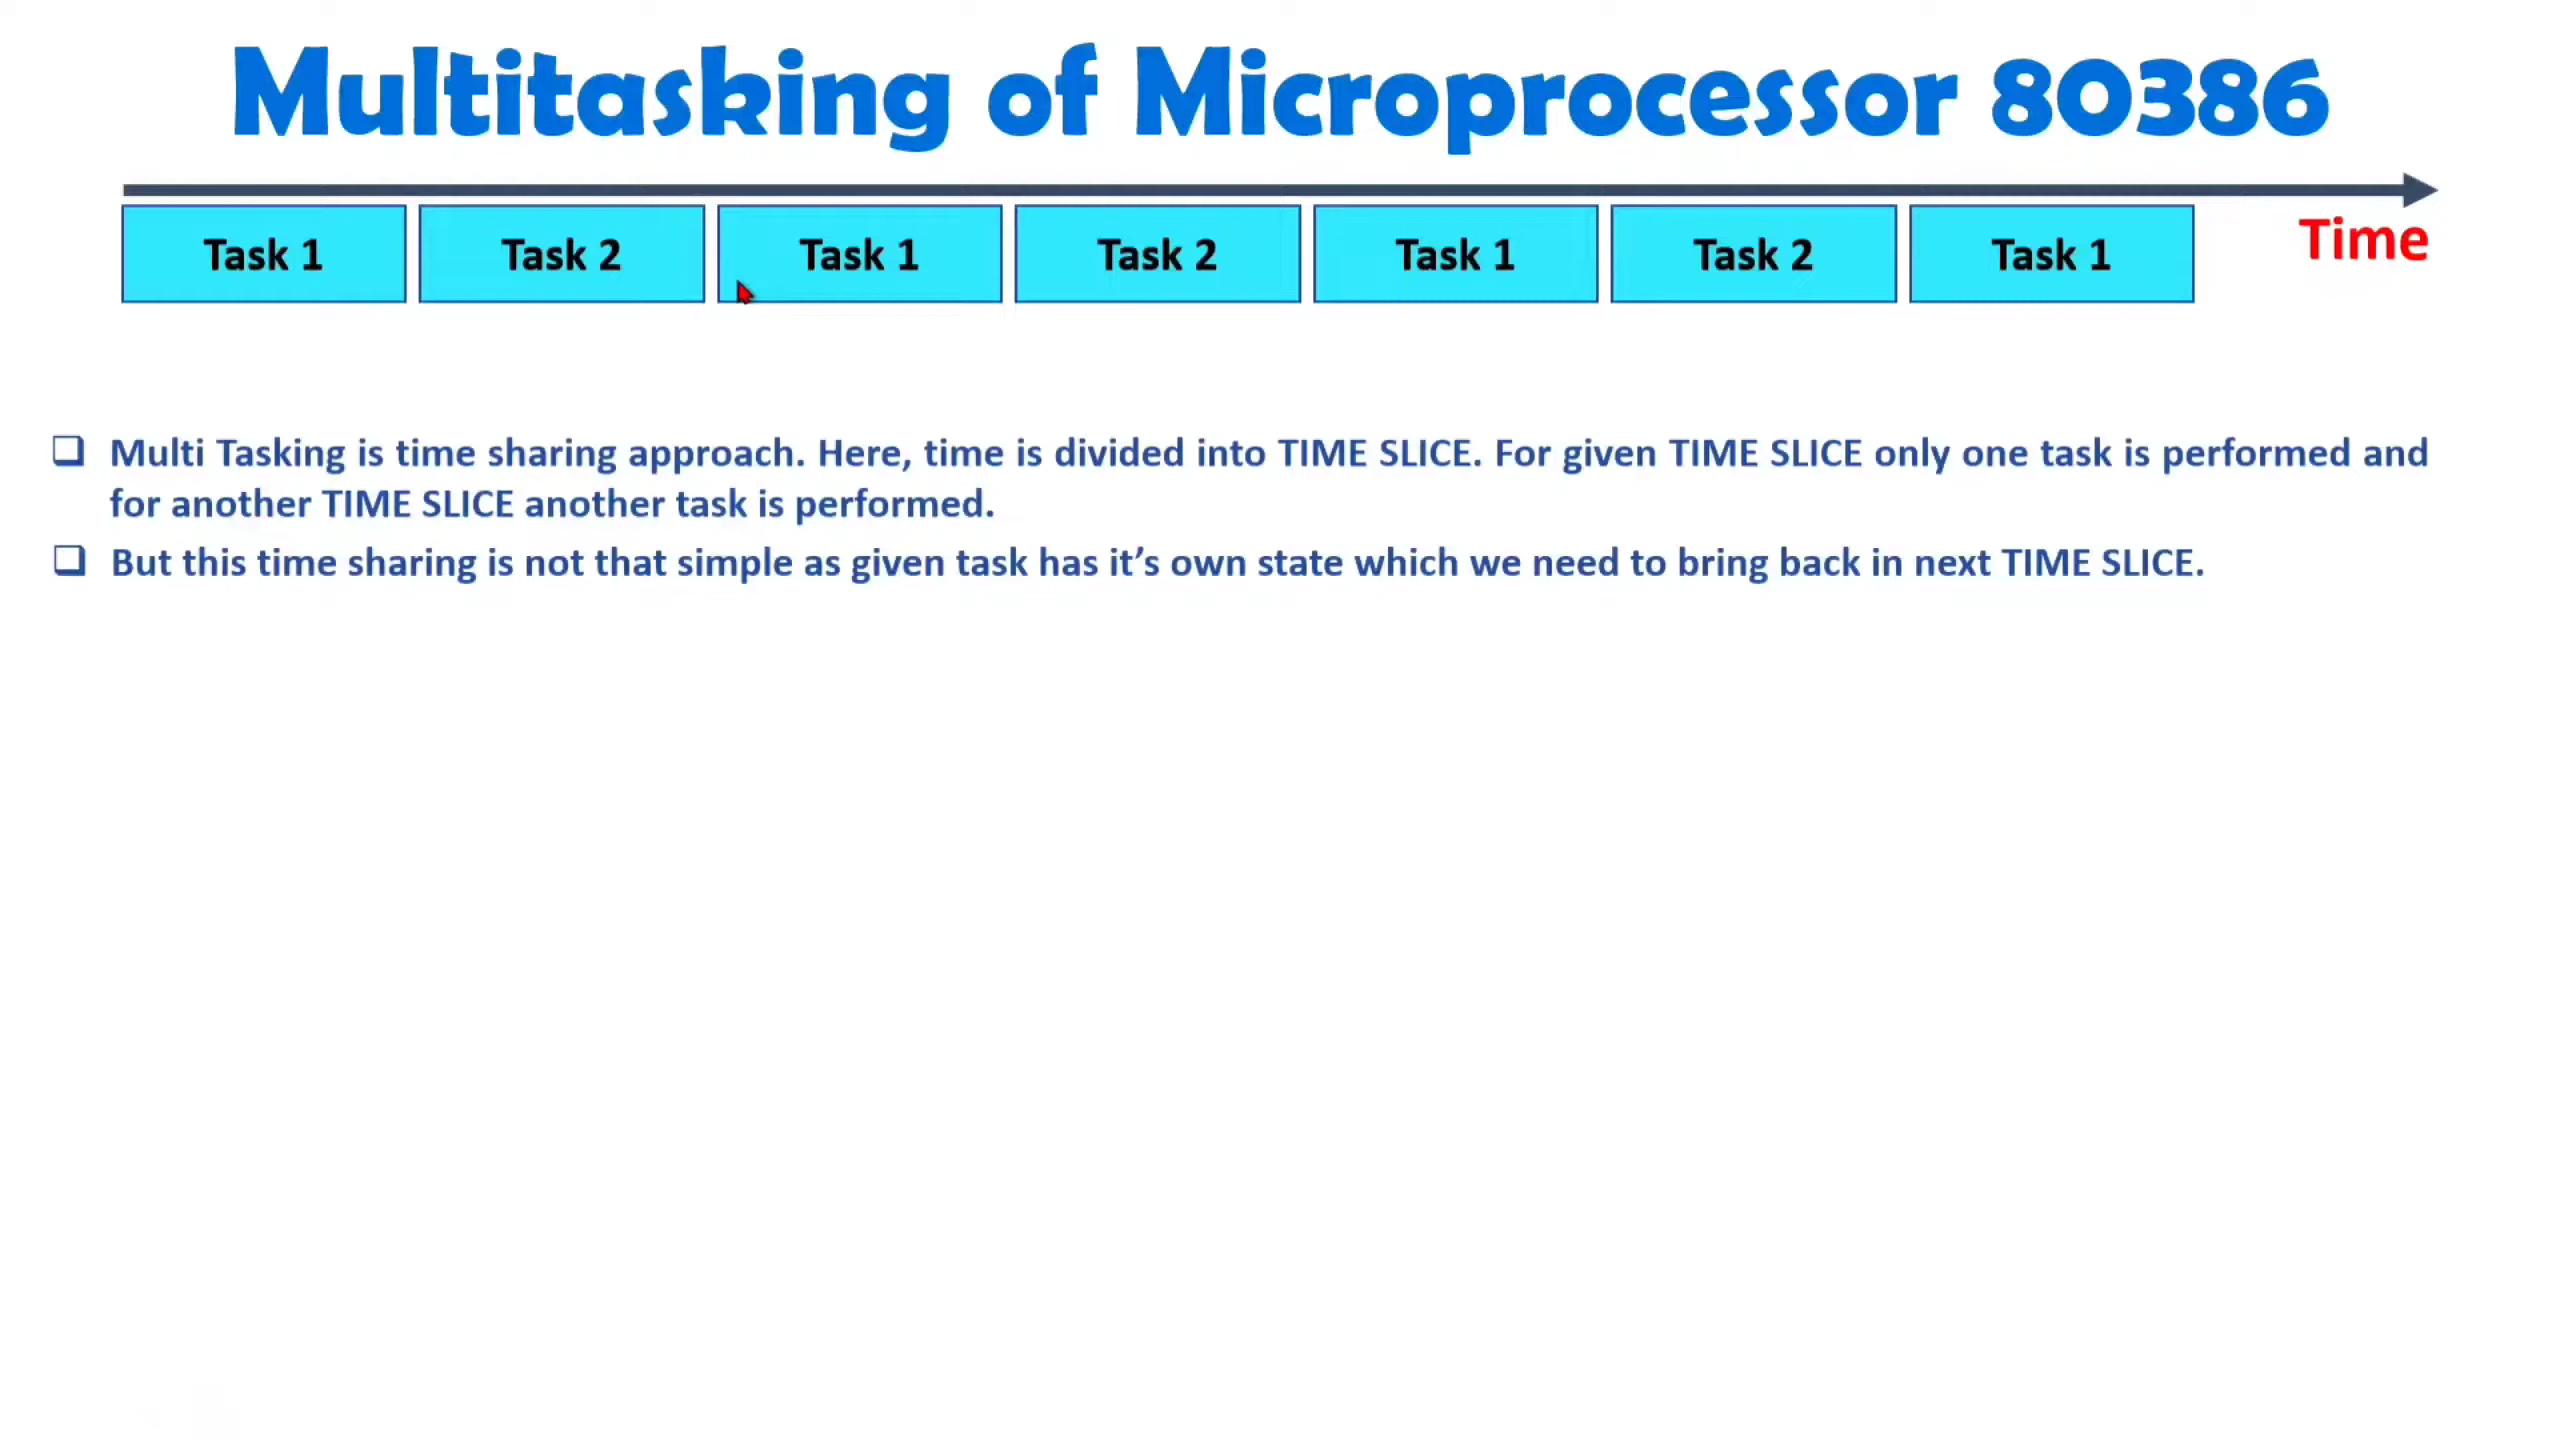 Multitasking of Microprocessor 80386
Task 1 Task 2 Task 1 Task 2 Task 1 Task 2 Task 1 Time
❑ Multi Tasking is time sharing approach. Here, time is divided into TIME SLICE. For given TIME SLICE only one task is performed and
for another TIME SLICE another task is performed.
❑ But this time sharing is not that simple as given task has it’s own state which we need to bring back in next TIME SLICE.